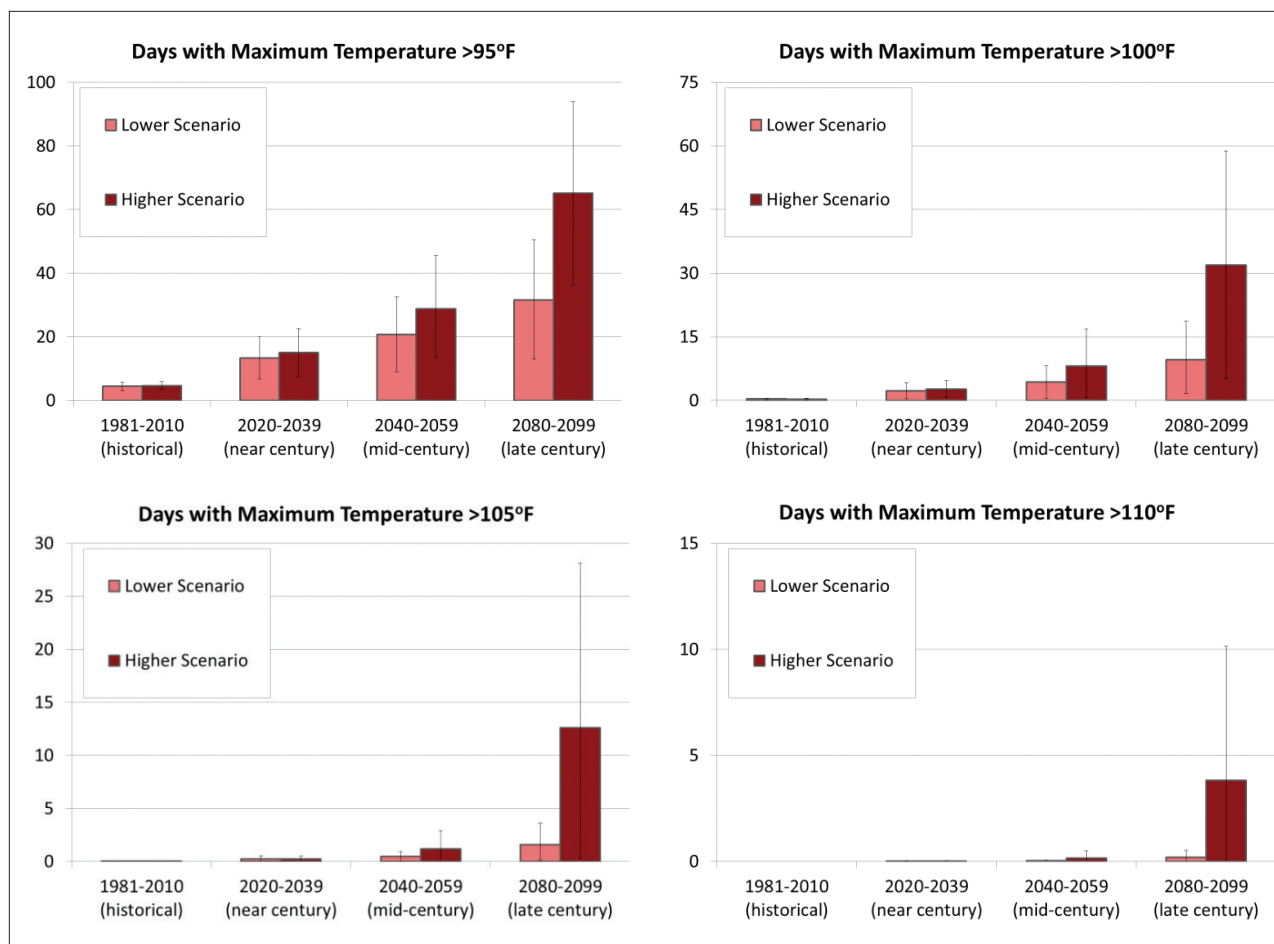 Days with Maximum Temperature >95ºF
100
80
60
40
20
0
Lower Scenario
Higher Scenario
1981-2010
(historical)
2020-2039
(near century)
2040-2059
(mid-century)
2080-2099
(late century)
Days with Maximum Temperature >100ºF
75
60
45
30
15
0
Lower Scenario
Higher Scenario
1981-2010
(historical)
2020-2039
(near century)
2040-2059
(mid-century)
2080-2099
(late century)
Days with Maximum Temperature >105ºF
30
25
20
15
10
5
0
Lower Scenario
Higher Scenario
1981-2010
(historical)
2020-2039
(near century)
2040-2059
(mid-century)
2080-2099
(late century)
Days with Maximum Temperature >110ºF
15
10
5
0
Lower Scenario
Higher Scenario
1981-2010
(historical)
2020-2039
(near century)
2040-2059
(mid-century)
2080-2099
(late century)